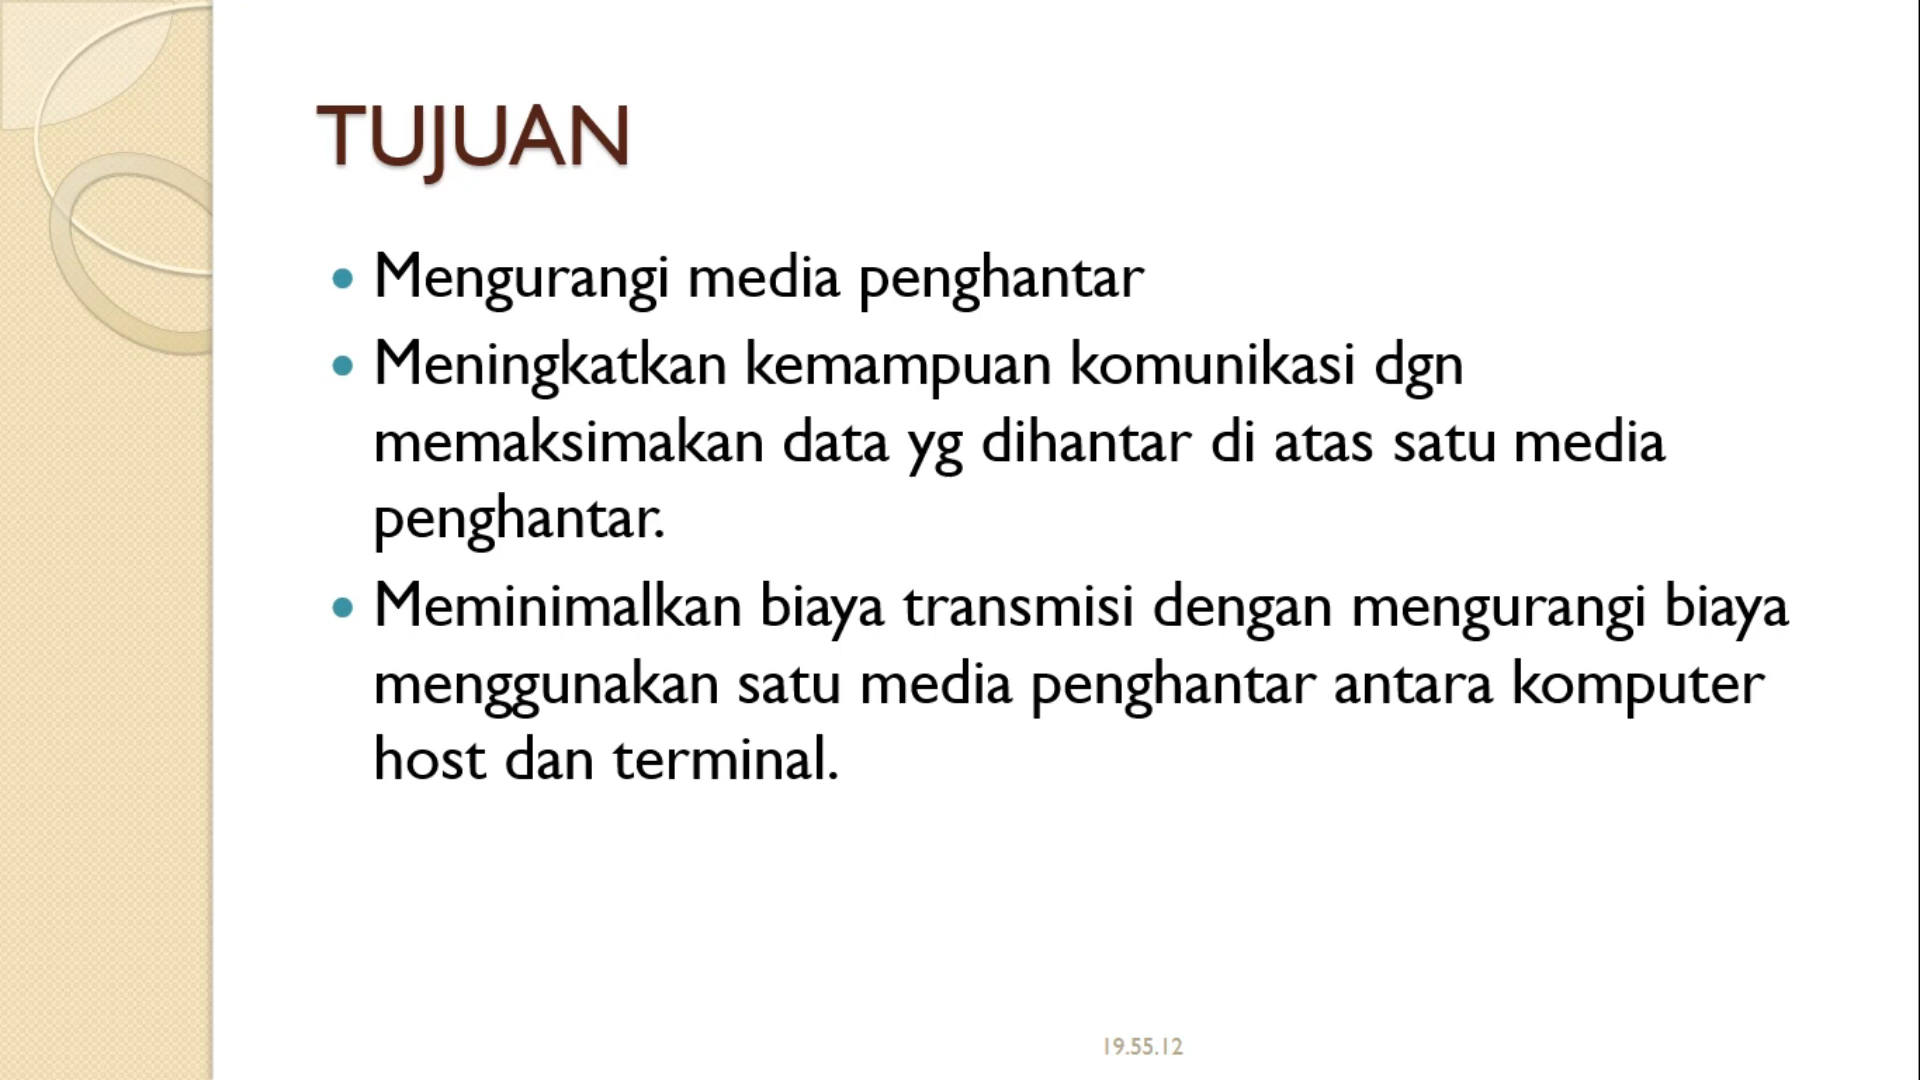 TUJUAN
• Mengurangi media penghantar
• Meningkatkan kemampuan komunikasi dgn
memaksimakan data yg dihantar di atas satu media
penghantar.
• Meminimalkan biaya transmisi dengan mengurangi biaya
menggunakan satu media penghantar antara komputer
host dan terminal.
19.55.12